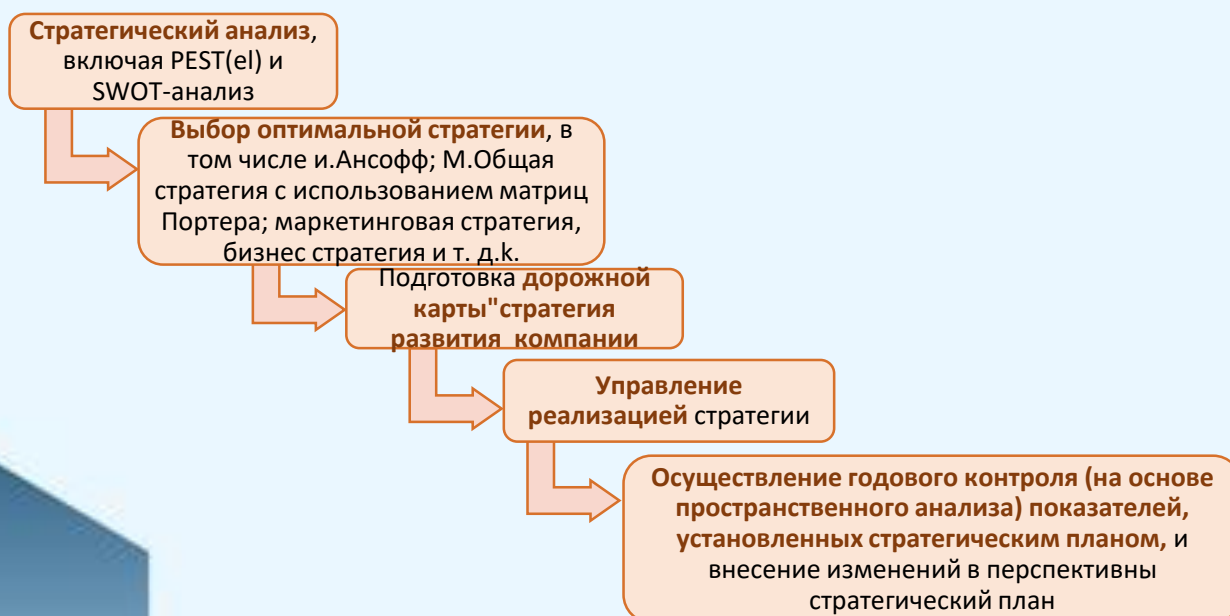 Стратегический анализ,
включая PEST(el) и
SWOT-анализ
Выбор оптимальной стратегии, в
том числе и.Ансофф; М.Общая
стратегия с использованием матриц
Портера; маркетинговая стратегия,
бизнес стратегия и т. д.k.
Подготовка дорожной
карты"стратегия
развития компании
Управление
реализацией стратегии
Осуществление годового контроля (на основе
пространственного анализа) показателей,
установленных стратегическим планом, и
внесение изменений в перспективны
стратегический план